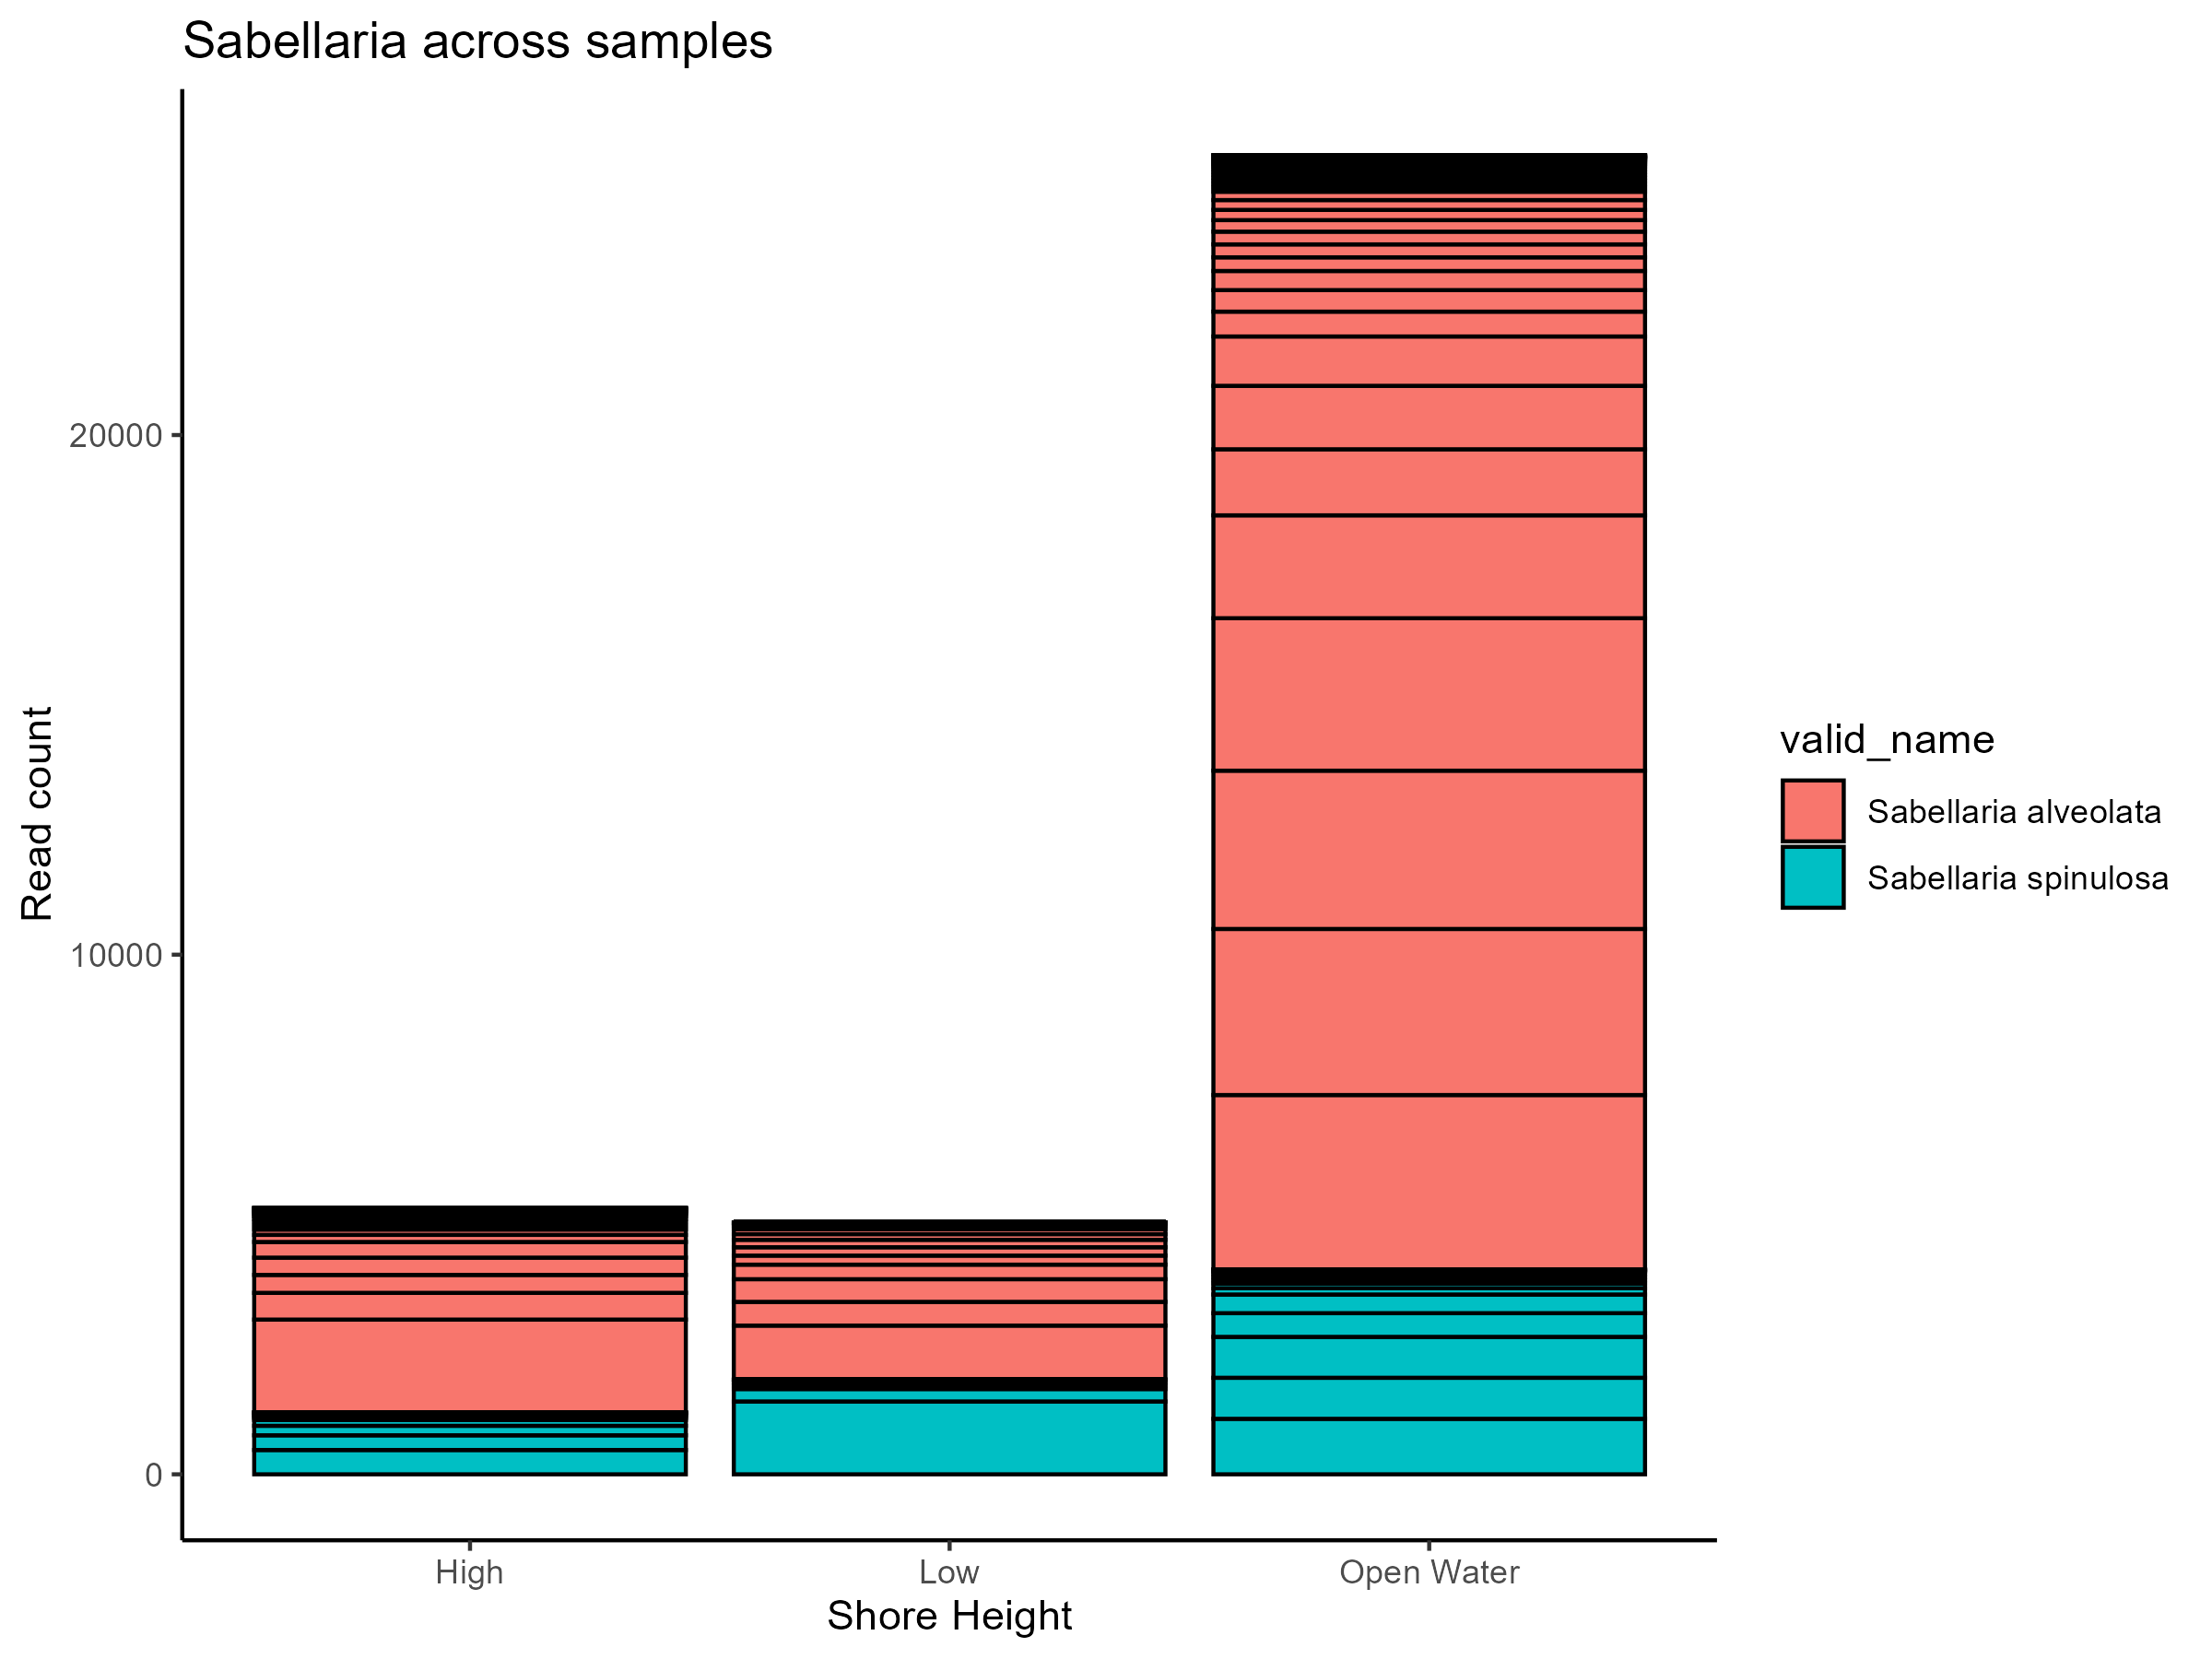 Sabellaria across samples
Read count
20000
10000
0
High
Low
Open Water
Shore Height
valid_name
Sabellaria alveolata
Sabellaria spinulosa